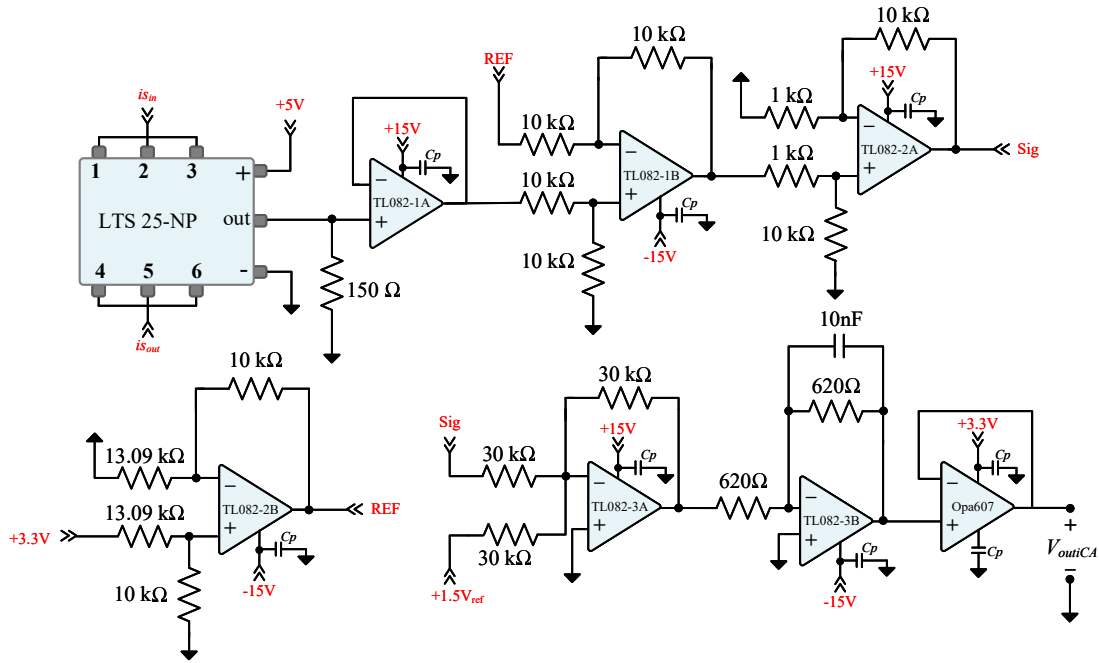 is_in
1 2 3
LTS 25-NP
4 5 6
+
out
-
is_out
+5V
150 Ω
+15V
Cp
−
TL082-1A
+
REF
10 kΩ
10 kΩ
10 kΩ
10 kΩ
−
TL082-1B
+
Cp
-15V
10 kΩ
1 kΩ
1 kΩ
10 kΩ
+15V
Cp
−
TL082-2A
+
Sig
10 kΩ
13.09 kΩ
13.09 kΩ
+3.3V
10 kΩ
−
TL082-2B
+
Cp
-15V
REF
Sig
30 kΩ
30 kΩ
30 kΩ
+1.5Vref
+15V
Cp
−
TL082-3A
+
10nF
620Ω
620Ω
−
TL082-3B
+
Cp
-15V
+3.3V
Cp
−
Opa607
+
Cp
+
VoutiCA
−